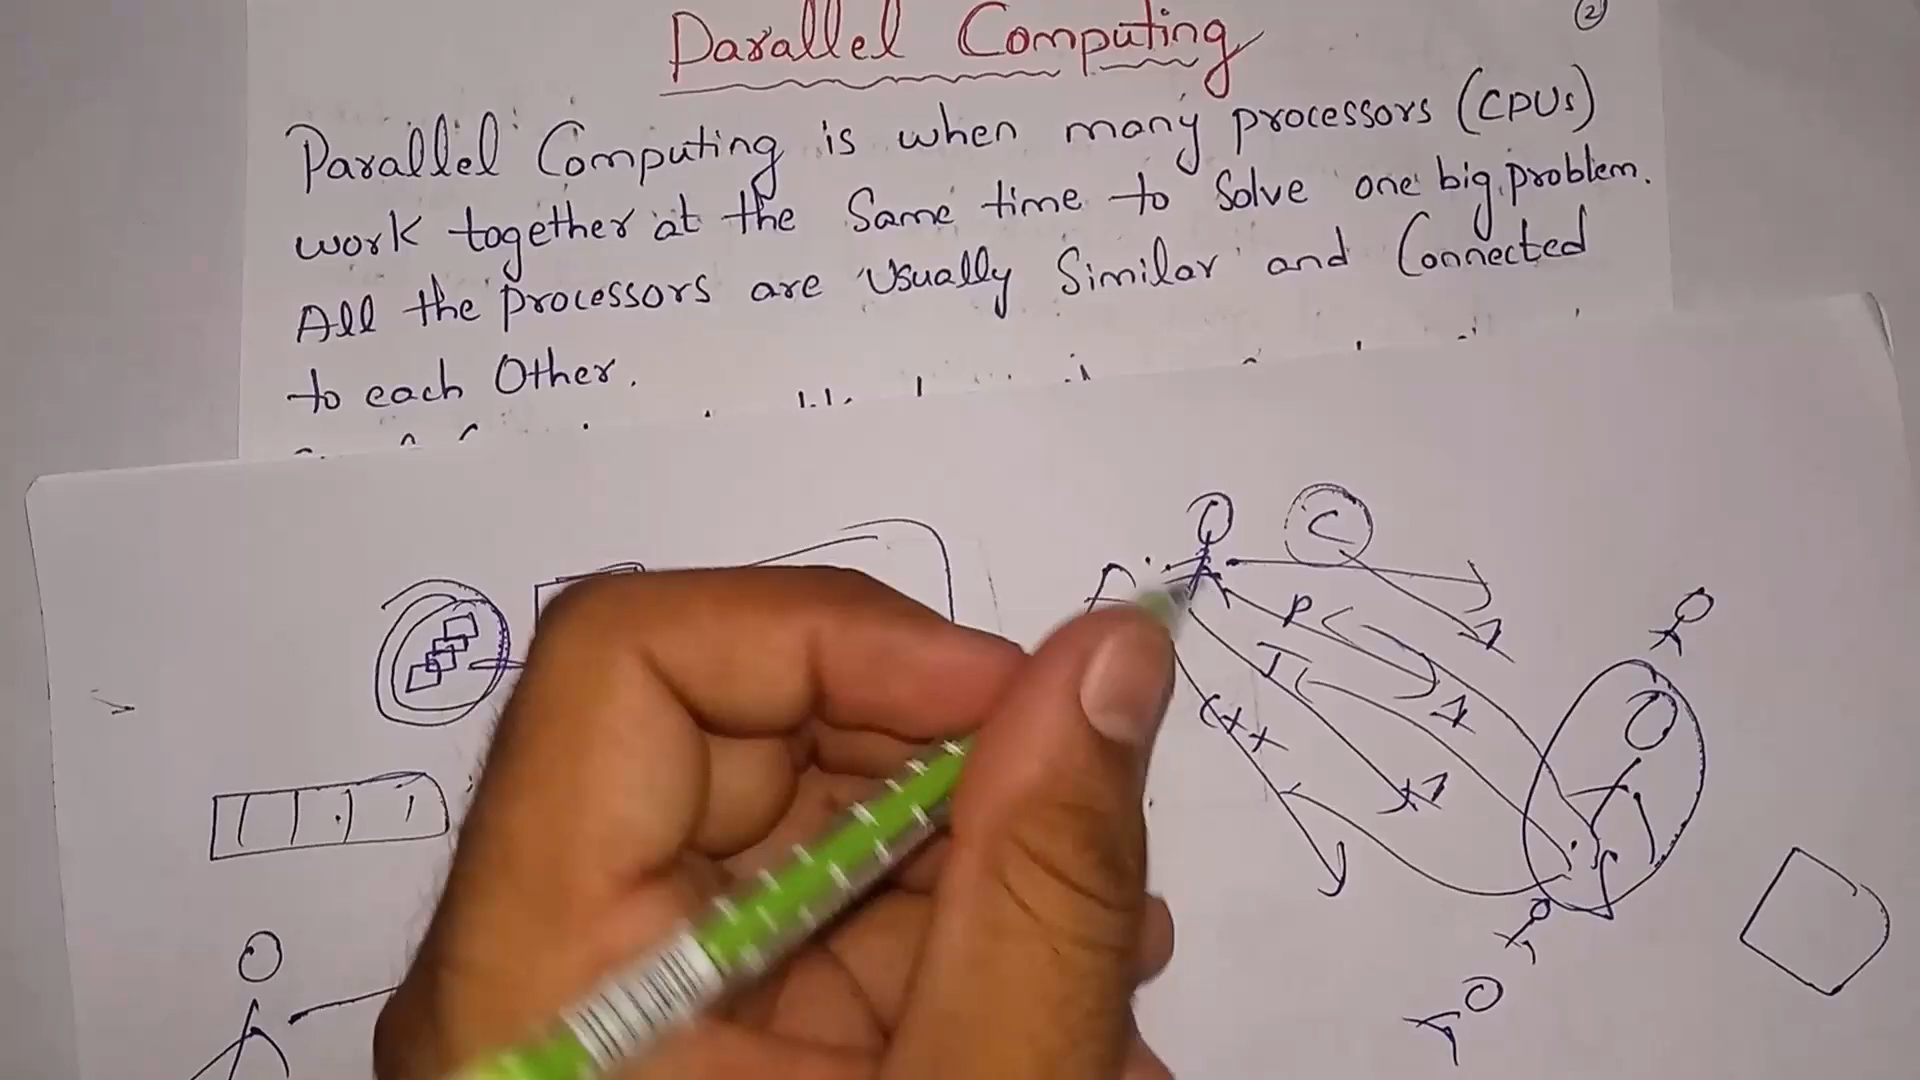 ②
Parallel Computing
Parallel Computing is when many processors (CPUs)
work together at the same time to Solve one big problem.
All the processors are Usually Similar and Connected
to each Other.
C
P
J
C++